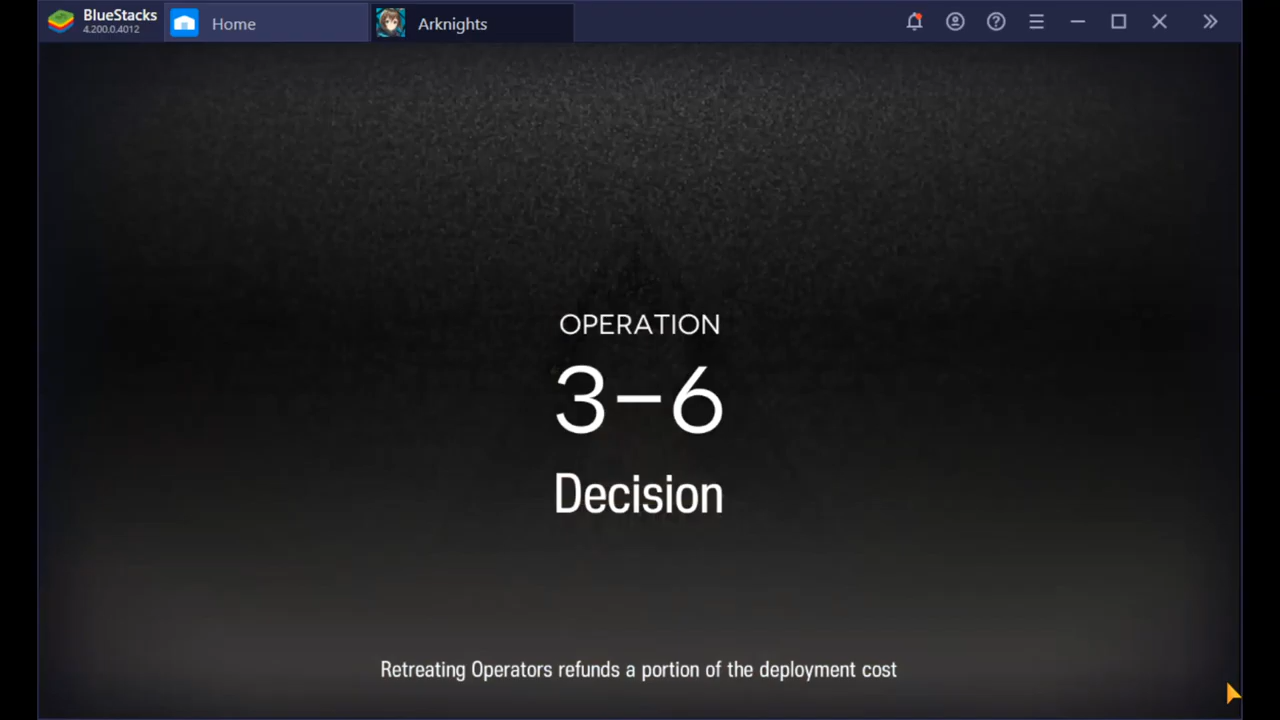 BlueStacks
4.200.0.4012
Home
Arknights
OPERATION
3-6
Decision
Retreating Operators refunds a portion of the deployment cost